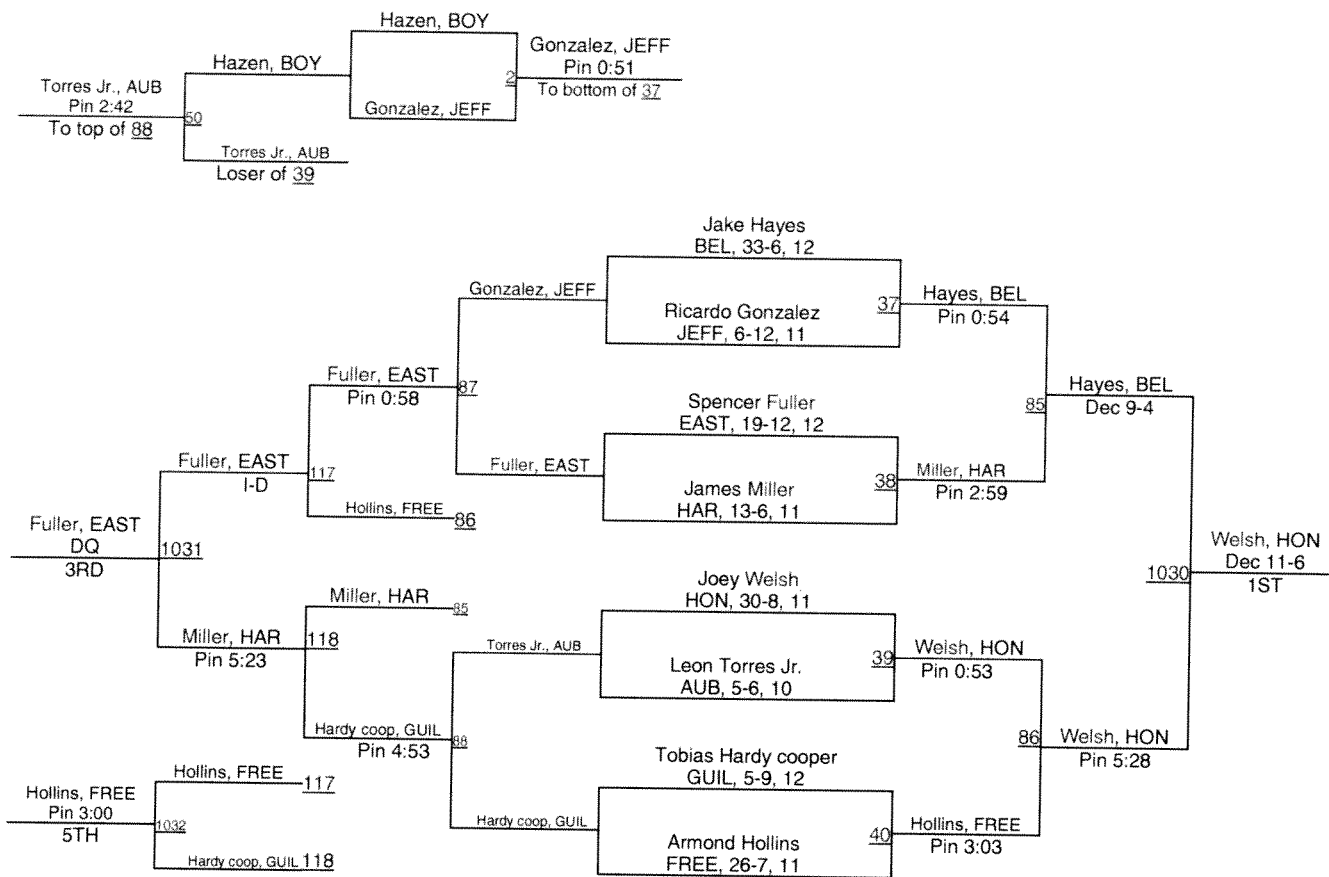 Hazen, BOY
Hazen, BOY
Gonzalez, JEFF
Pin 0:51
2
To bottom of 37
Gonzalez, JEFF
Torres Jr., AUB
Pin 2:42
50
To top of 88
Torres Jr., AUB
Loser of 39
Jake Hayes
BEL, 33-6, 12
Gonzalez, JEFF
Ricardo Gonzalez
JEFF, 6-12, 11
37
Hayes, BEL
Pin 0:54
Fuller, EAST
Pin 0:58
87
Spencer Fuller
EAST, 19-12, 12
85
Hayes, BEL
Dec 9-4
Fuller, EAST
I-D
117
Fuller, EAST
James Miller
HAR, 13-6, 11
38
Miller, HAR
Pin 2:59
Hollins, FREE
86
Fuller, EAST
DQ
3RD
1031
1030
Welsh, HON
Dec 11-6
1ST
Joey Welsh
HON, 30-8, 11
Miller, HAR
85
Miller, HAR
Pin 5:23
118
Torres Jr., AUB
Leon Torres Jr.
AUB, 5-6, 10
39
Welsh, HON
Pin 0:53
Hardy coop, GUIL
Pin 4:53
88
Tobias Hardy cooper
GUIL, 5-9, 12
86
Welsh, HON
Pin 5:28
Hollins, FREE
117
Hollins, FREE
Pin 3:00
5TH
1032
Hardy coop, GUIL
Armond Hollins
FREE, 26-7, 11
40
Hollins, FREE
Pin 3:03
Hardy coop, GUIL 118